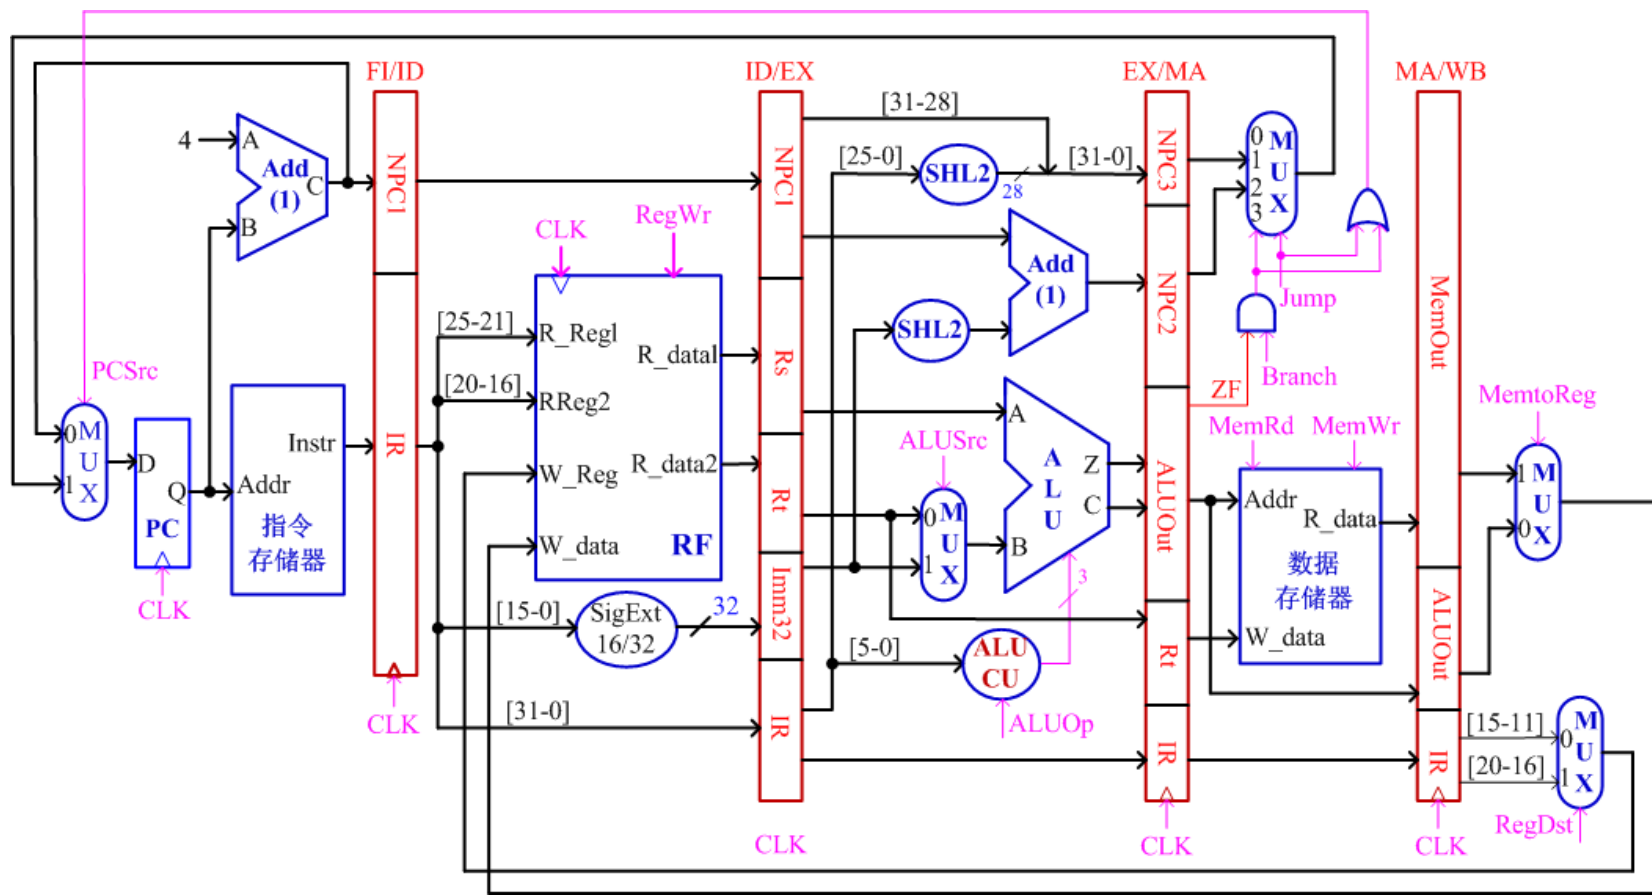 FI/ID
ID/EX
EX/MA
MA/WB
[31-28]
4
A
Add
(1)
C
B
NPC1
NPC1
[25-0]
SHL2
28
[31-0]
NPC3
0
1
2
3
M
U
X
CLK
RegWr
Add
(1)
NPC2
Jump
MemOut
[25-21]
R_Reg1
R_data1
Rs
SHL2
ZF
Branch
PCSrc
[20-16]
RReg2
A
ALUSrc
MemRd
MemWr
MemtoReg
0
1
M
U
X
D
Q
PC
CLK
Instr
Addr
指令
存储器
IR
W_Reg
R_data2
W_data
RF
Rt
0
1
M
U
X
B
A
L
U
Z
C
3
ALUOut
Addr
R_data
数据
存储器
W_data
1
0
M
U
X
[15-0]
SigExt
16/32
32
Imm32
[5-0]
ALU
CU
ALUOp
Rt
ALUOut
CLK
[31-0]
IR
IR
IR
[15-11]
[20-16]
0
1
M
U
X
RegDst
CLK
CLK
CLK